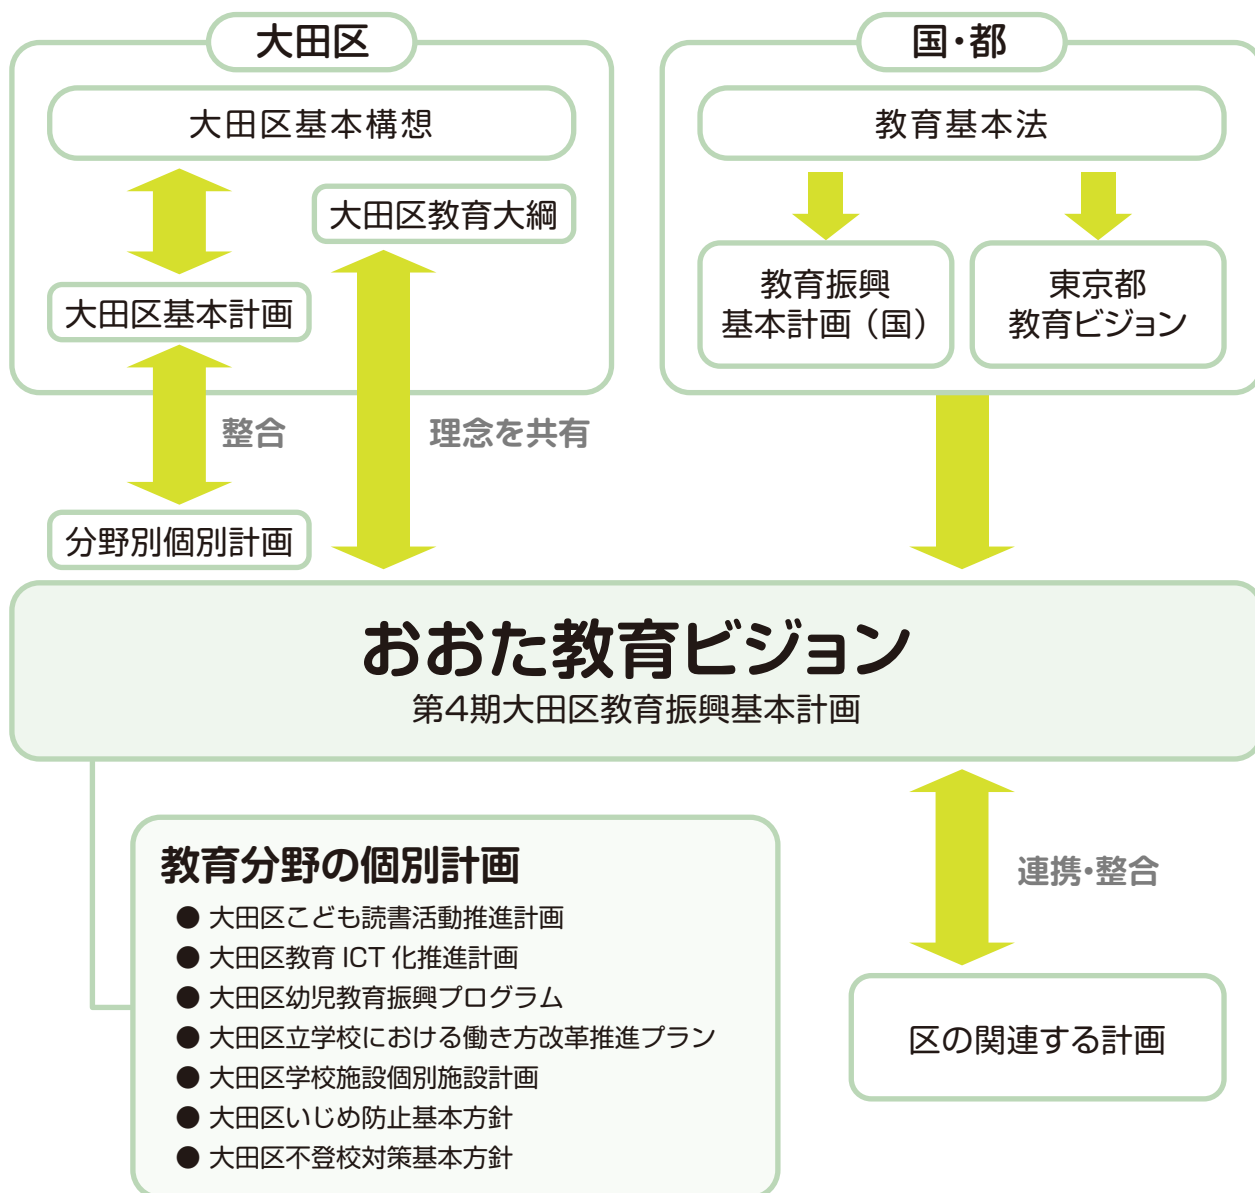 大田区
大田区基本構想
大田区教育大綱
大田区基本計画
整合
理念を共有
分野別個別計画
国・都
教育基本法
教育振興
基本計画（国）
東京都
教育ビジョン
おおた教育ビジョン
第4期大田区教育振興基本計画
教育分野の個別計画
● 大田区こども読書活動推進計画
● 大田区教育 ICT 化推進計画
● 大田区幼児教育振興プログラム
● 大田区立学校における働き方改革推進プラン
● 大田区学校施設個別施設計画
● 大田区いじめ防止基本方針
● 大田区不登校対策基本方針
連携・整合
区の関連する計画